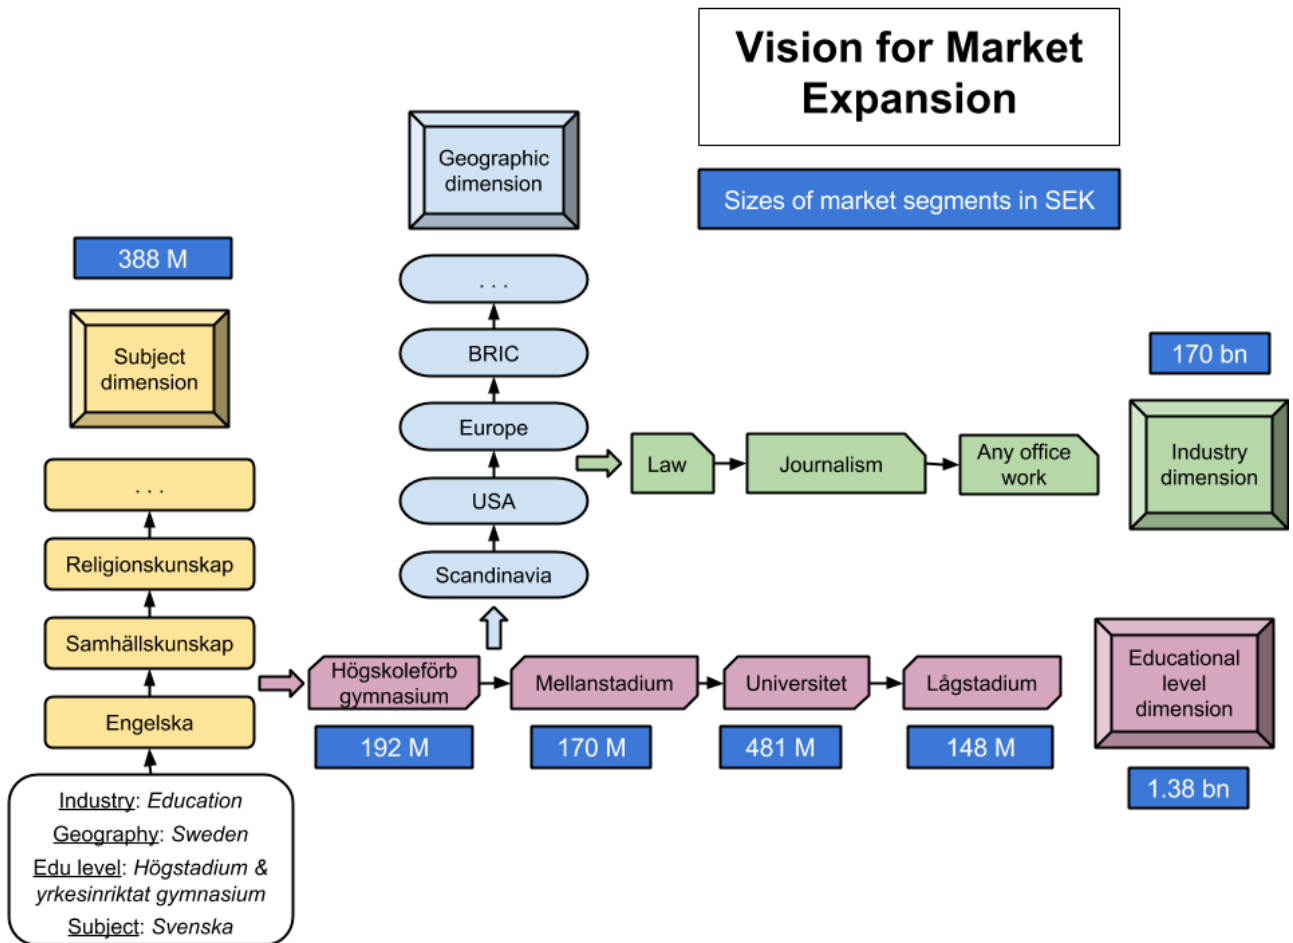 Vision for Market
Expansion
Sizes of market segments in SEK
Geographic
dimension
. . .
BRIC
Europe
USA
Scandinavia
388 M
Subject
dimension
. . .
Religionskunskap
Samhällskunskap
Engelska
Industry: Education
Geography: Sweden
Edu level: Högstadium &
yrkesinriktat gymnasium
Subject: Svenska
Law
Journalism
Any office
work
170 bn
Industry
dimension
Högskoleförb
gymnasium
Mellanstadium
Universitet
Lågstadium
192 M
170 M
481 M
148 M
Educational
level
dimension
1.38 bn